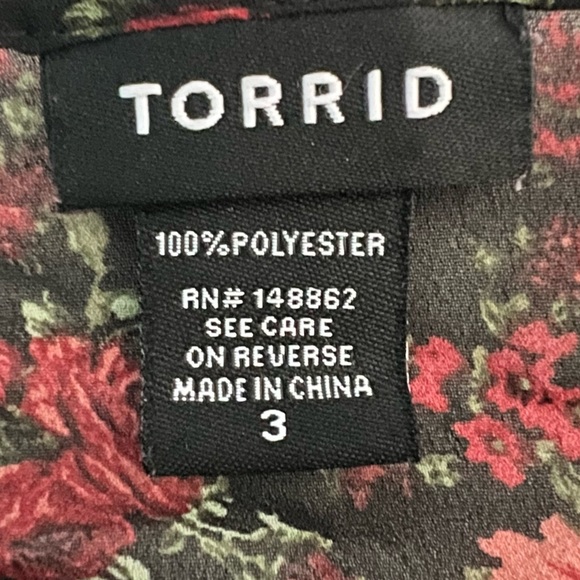 TORRID
100%POLYESTER
RN# 148862
SEE CARE
ON REVERSE
MADE IN CHINA
3